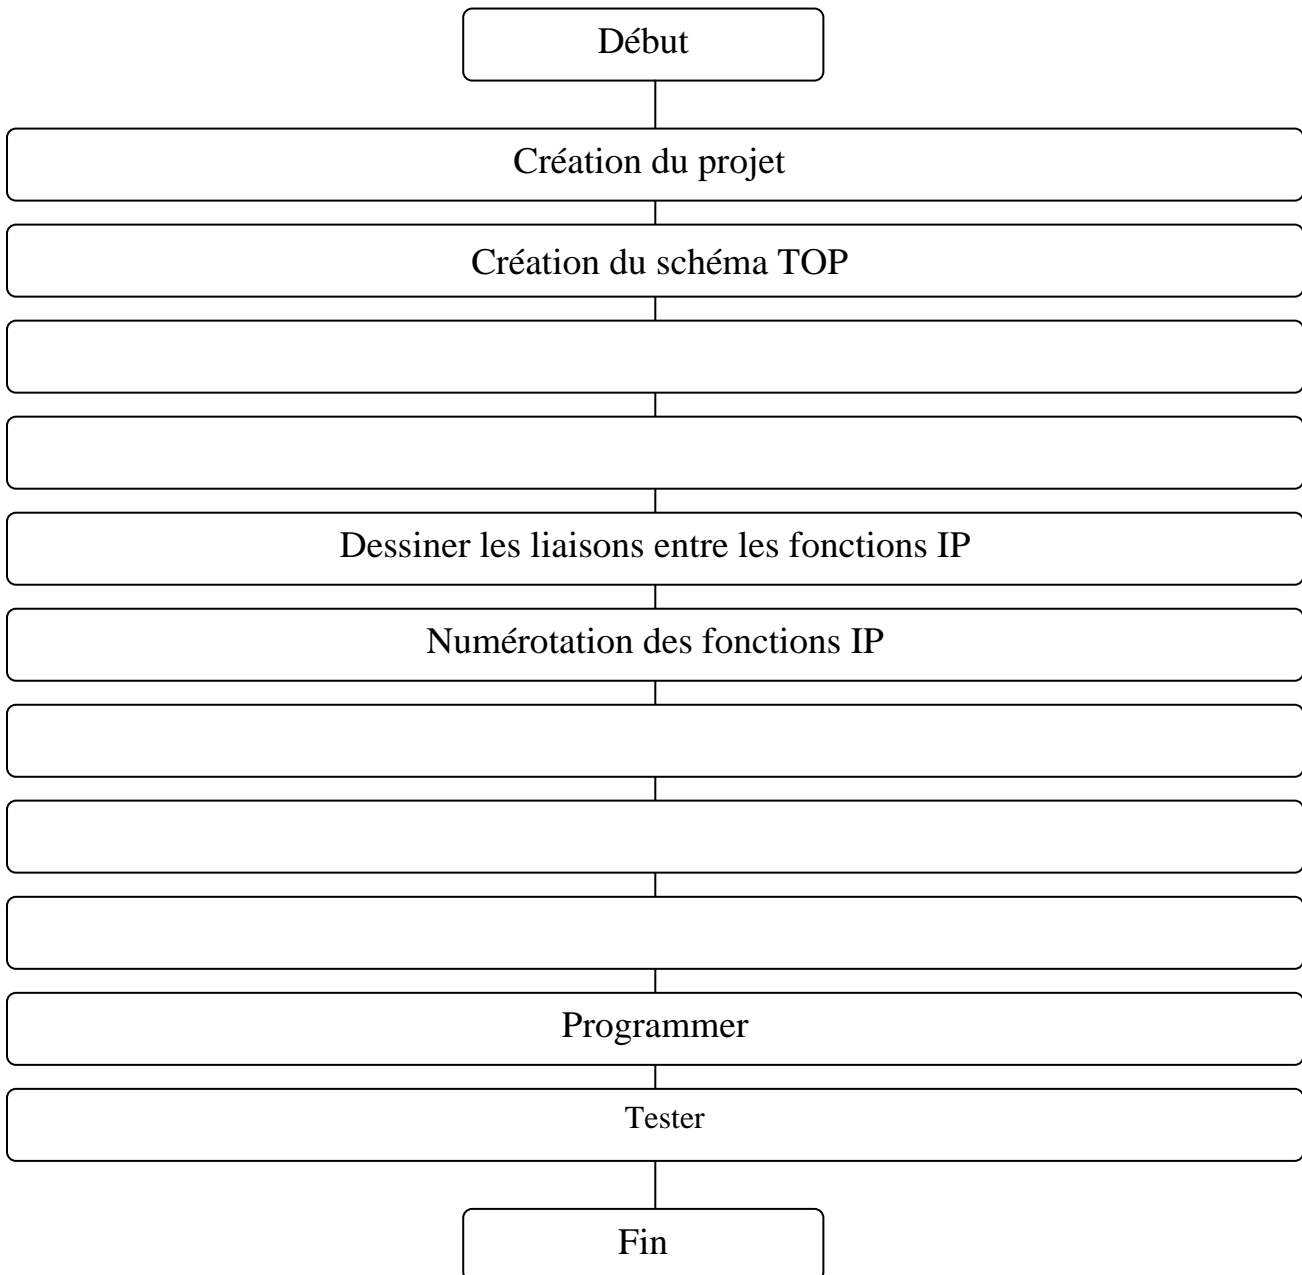 Début
Création du projet
Création du schéma TOP
Dessiner les liaisons entre les fonctions IP
Numérotation des fonctions IP
Programmer
Tester
Fin